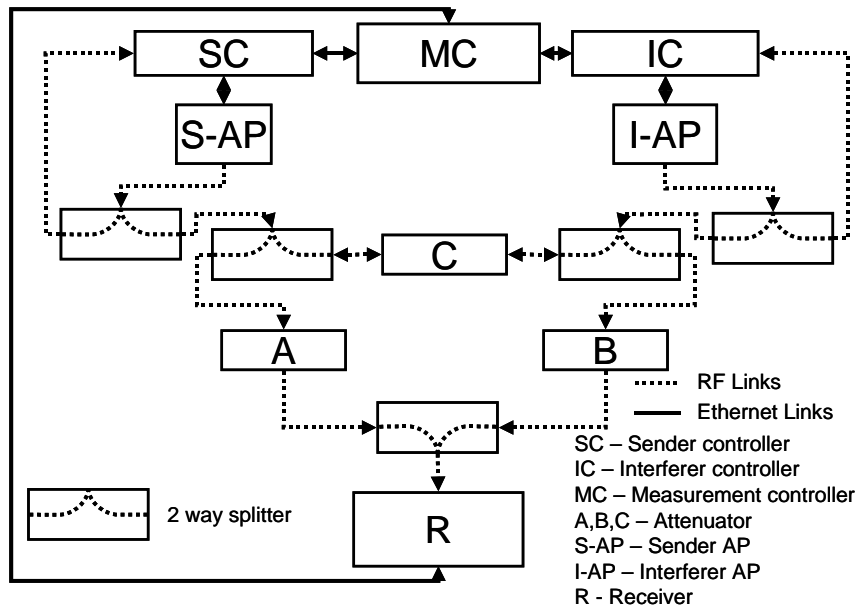 SC
MC
IC
S-AP
I-AP
C
A
B
RF Links
Ethernet Links
SC – Sender controller
IC – Interferer controller
MC – Measurement controller
A,B,C – Attenuator
S-AP – Sender AP
I-AP – Interferer AP
R - Receiver
2 way splitter
R